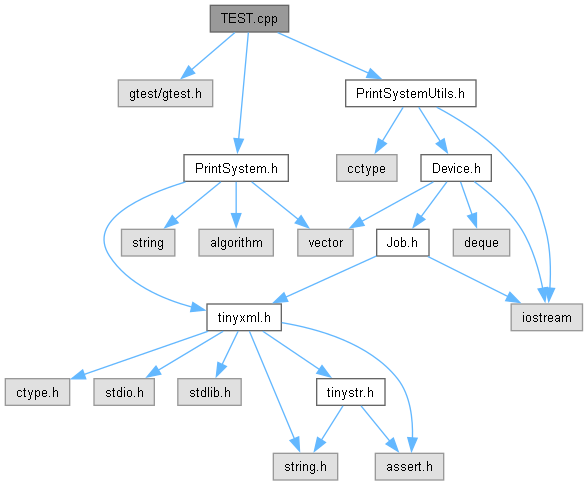 TEST.cpp
gtest/gtest.h
PrintSystemUtils.h
PrintSystem.h
cctype
Device.h
string
algorithm
vector
Job.h
deque
tinyxml.h
iostream
ctype.h
stdio.h
stdlib.h
tinystr.h
string.h
assert.h